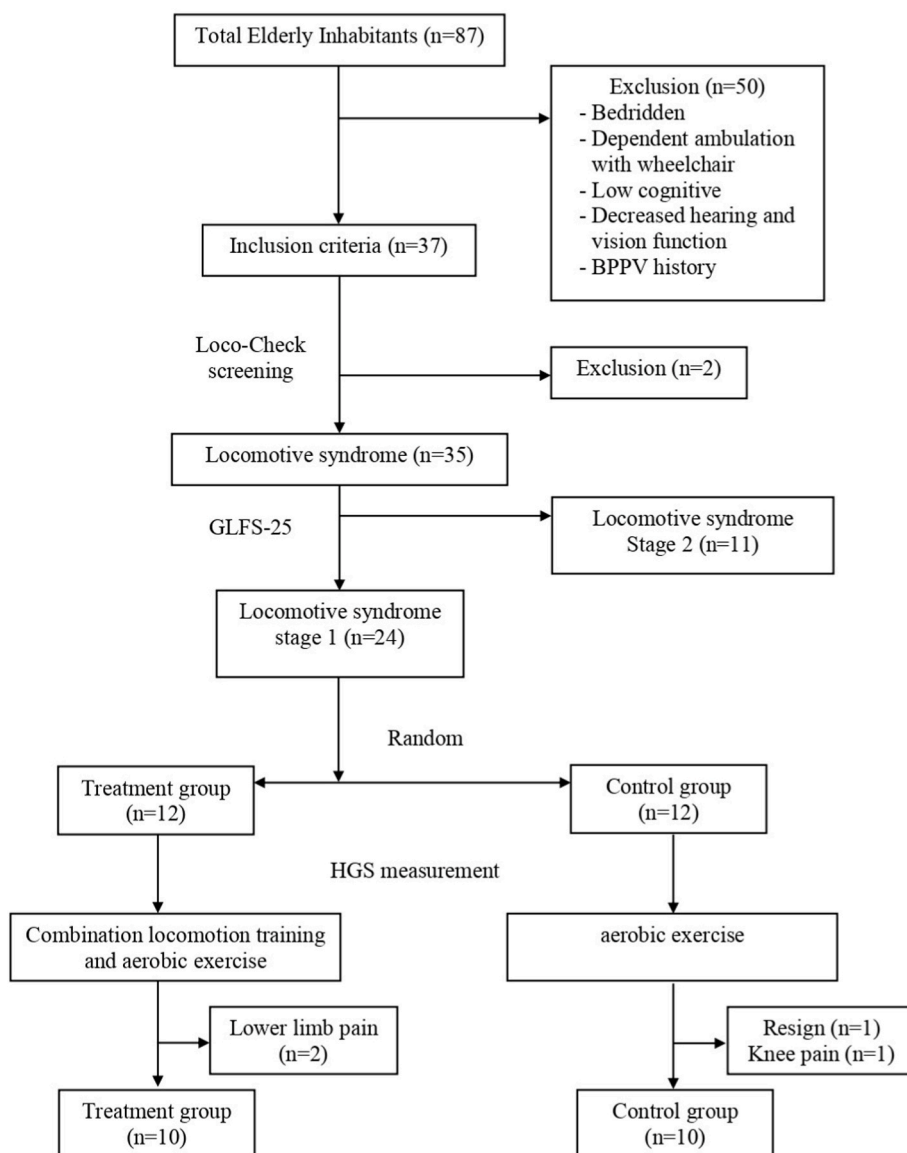 Total Elderly Inhabitants (n=87)
Exclusion (n=50)
- Bedridden
- Dependent ambulation
with wheelchair
- Low cognitive
- Decreased hearing and
vision function
- BPPV history
Inclusion criteria (n=37)
Loco-Check
screening
Exclusion (n=2)
Locomotive syndrome (n=35)
GLFS-25
Locomotive syndrome
Stage 2 (n=11)
Locomotive syndrome
stage 1 (n=24)
Random
Treatment group
(n=12)
Control group
(n=12)
HGS measurement
Combination locomotion training
and aerobic exercise
aerobic exercise
Lower limb pain
(n=2)
Resign (n=1)
Knee pain (n=1)
Treatment group
(n=10)
Control group
(n=10)